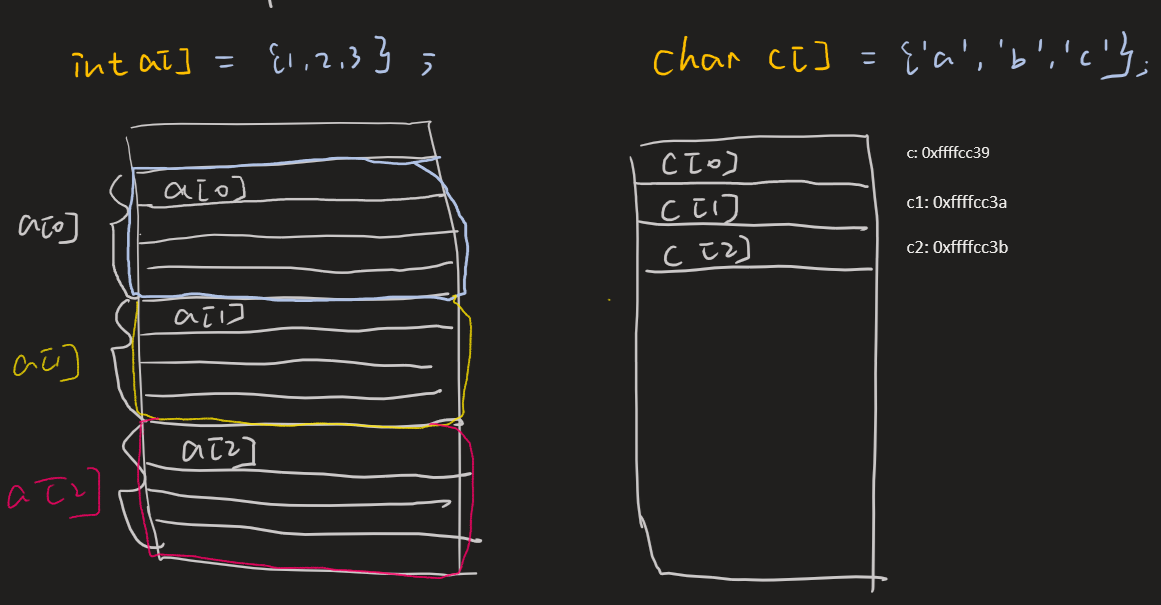 int a[] = {1,2,3} ;
char c[] = {'a','b','c'};
a[0]
a[0]
a[1]
a[1]
a[2]
a[2]
c[0]
c: 0xffffcc39
c[1]
c1: 0xffffcc3a
c[2]
c2: 0xffffcc3b